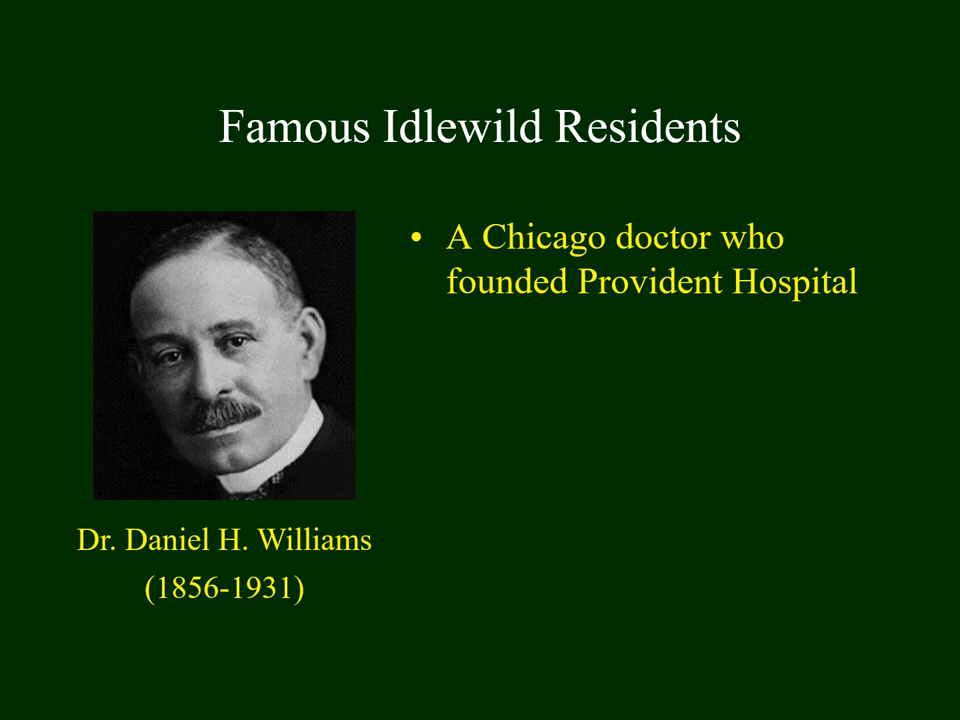 Famous Idlewild Residents
• A Chicago doctor who
founded Provident Hospital
Dr. Daniel H. Williams
(1856-1931)